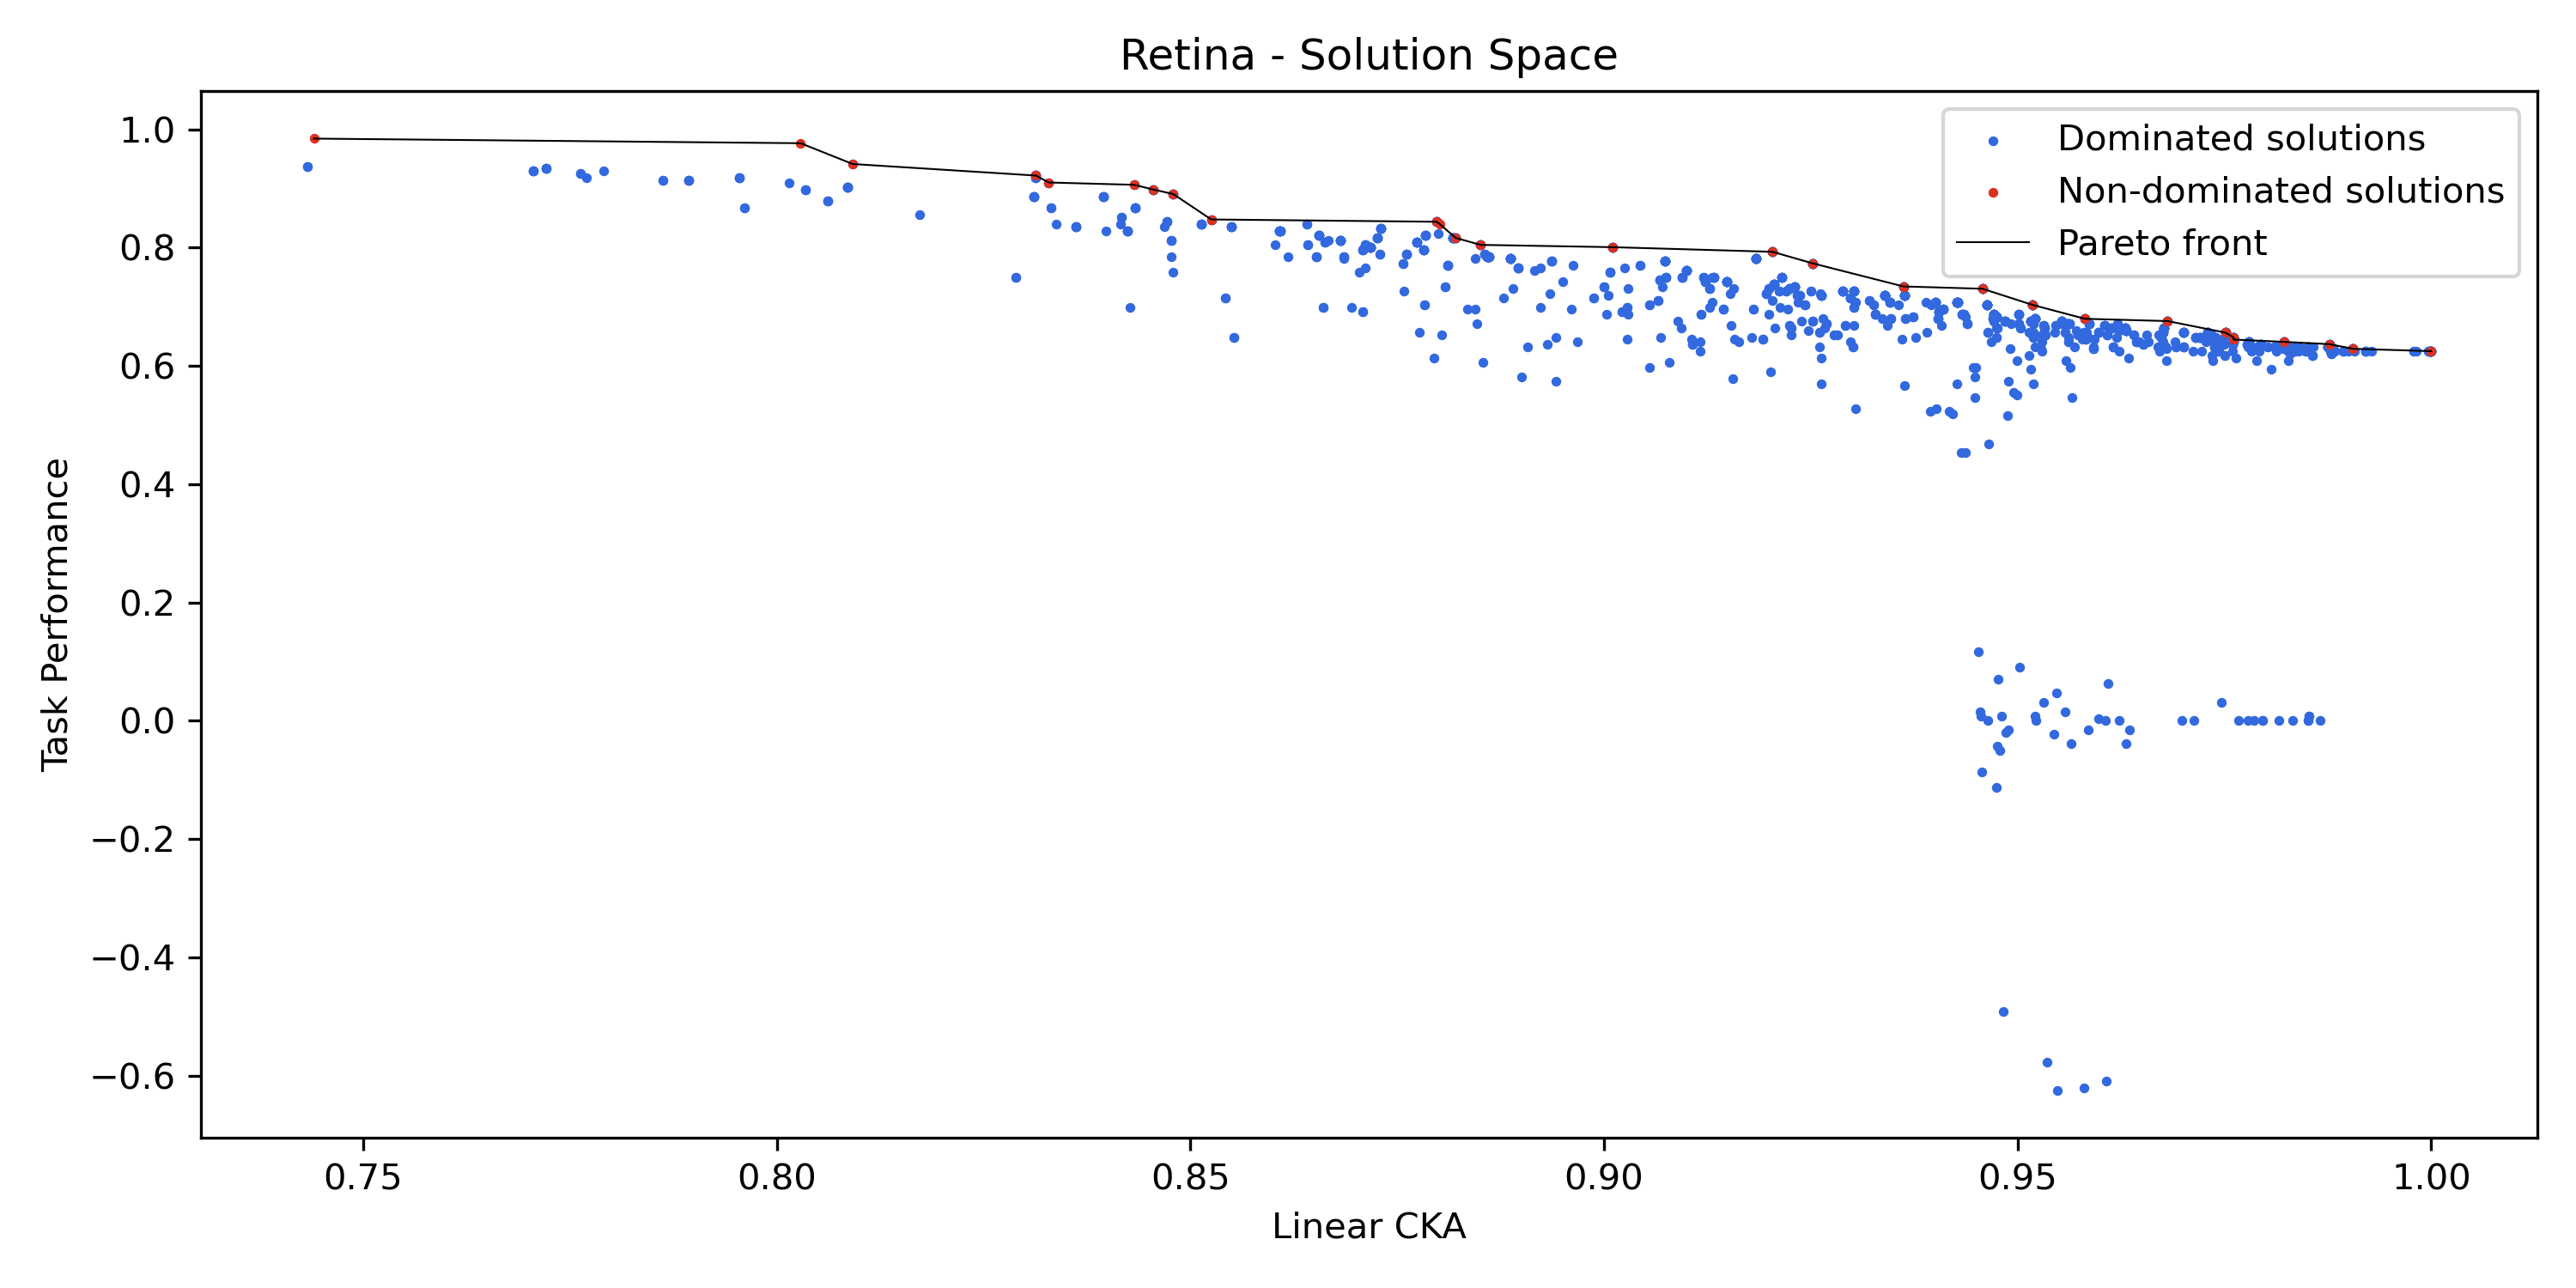 Retina - Solution Space
Dominated solutions
Non-dominated solutions
Pareto front
Task Performance
1.0
0.8
0.6
0.4
0.2
0.0
−0.2
−0.4
−0.6
0.75 0.80 0.85 0.90 0.95 1.00
Linear CKA